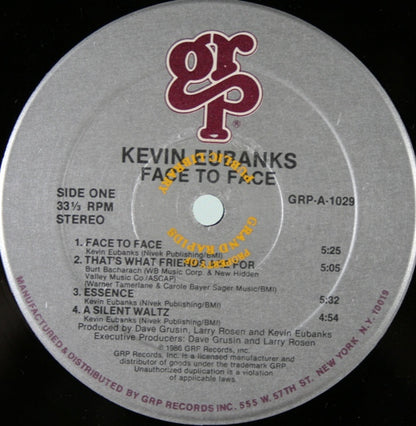 grp
KEVIN EUBANKS
FACE TO FACE
SIDE ONE
33⅓ RPM
STEREO
GRP-A-1029
PROPERTY OF
GRAND RAPIDS
PUBLIC LIBRARY
1. FACE TO FACE 5:25
Kevin Eubanks (Nivek Publishing/BMI)
2. THAT'S WHAT FRIENDS ARE FOR 5:05
Burt Bacharach (WB Music Corp. & New Hidden
Valley Music Co./ASCAP)
(Warner Tamerlane & Carole Bayer Sager Music/BMI)
3. ESSENCE 5:32
Kevin Eubanks (Nivek Publishing/BMI)
4. A SILENT WALTZ 4:54
Kevin Eubanks (Nivek Publishing/BMI)
Produced by Dave Grusin, Larry Rosen and Kevin Eubanks
Executive Producers: Dave Grusin and Larry Rosen
℗ 1986 GRP Records, Inc.
GRP Records, Inc. is a licensed manufacturer and
distributor of goods under the trademark GRP.
Unauthorized duplication is a violation
of applicable laws.
MANUFACTURED & DISTRIBUTED BY GRP RECORDS INC. 555 W. 57TH ST. NEW YORK N.Y. 10019